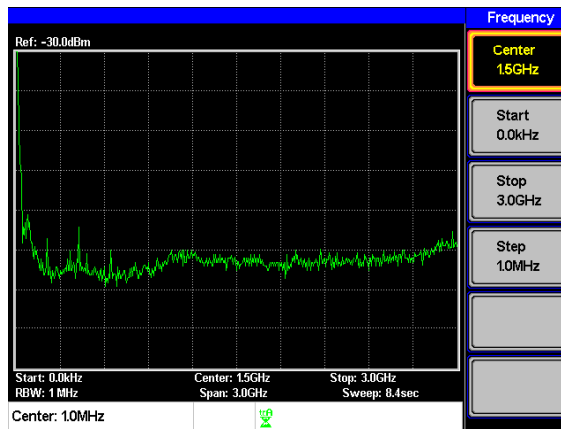 Frequency
Ref: -30.0dBm
Center
1.5GHz
Start
0.0kHz
Stop
3.0GHz
Step
1.0MHz
Start: 0.0kHz Center: 1.5GHz Stop: 3.0GHz
RBW: 1 MHz Span: 3.0GHz Sweep: 8.4sec
Center: 1.0MHz